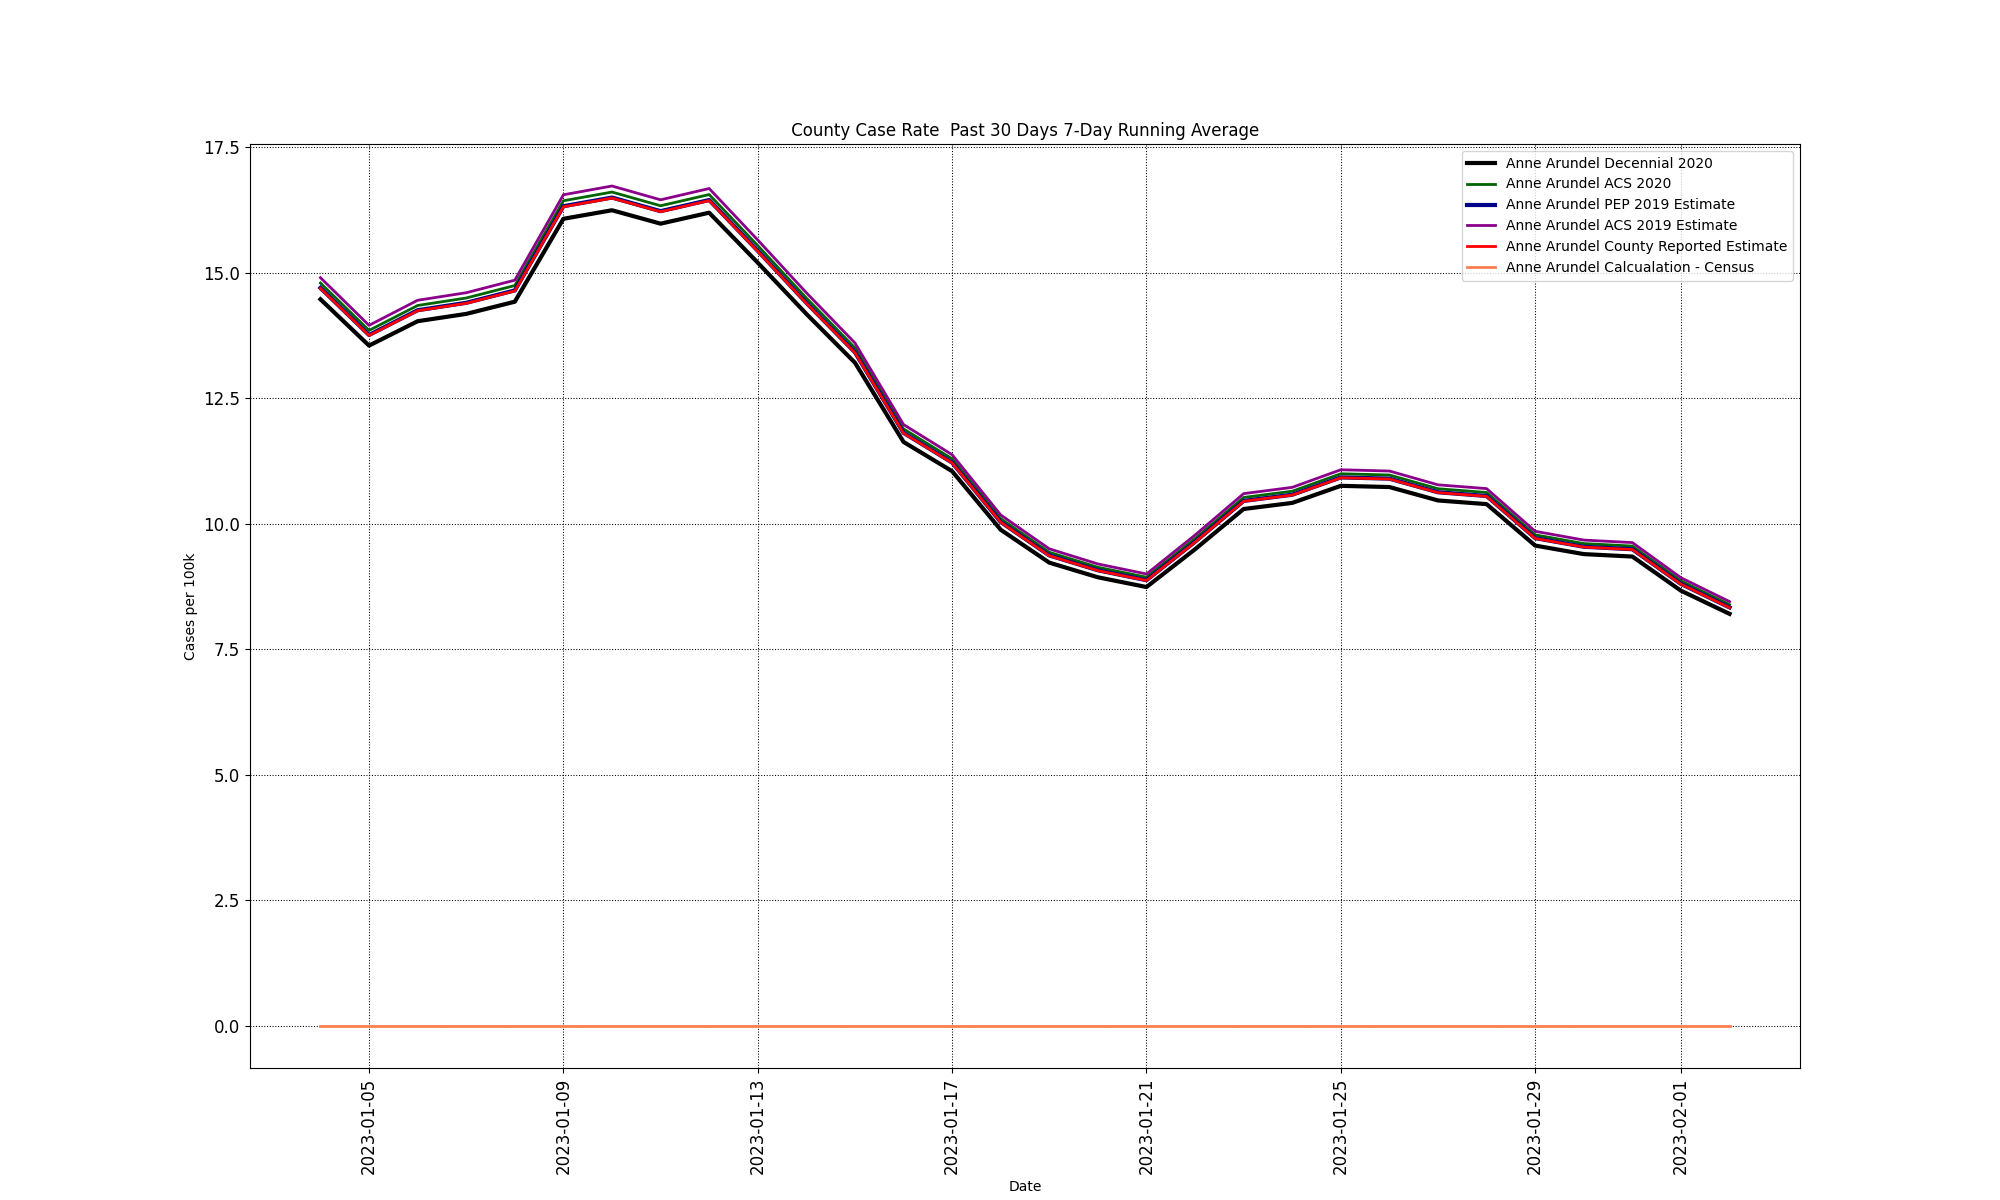 County Case Rate  Past 30 Days 7-Day Running Average
17.5
15.0
12.5
10.0
7.5
5.0
2.5
0.0
Cases per 100k
Anne Arundel Decennial 2020
Anne Arundel ACS 2020
Anne Arundel PEP 2019 Estimate
Anne Arundel ACS 2019 Estimate
Anne Arundel County Reported Estimate
Anne Arundel Calcualation - Census
2023-01-05
2023-01-09
2023-01-13
2023-01-17
2023-01-21
2023-01-25
2023-01-29
2023-02-01
Date